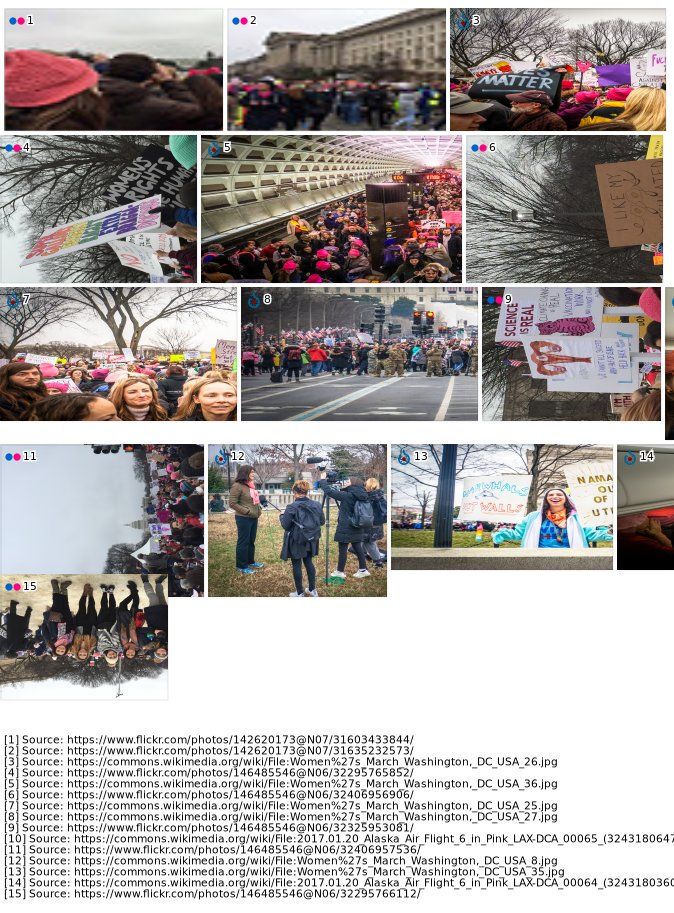 1
2
3
MATTER
4
WOMEN'S
RIGHTS
HUMAN
5
6
I LIKE MY
7
8
9
SCIENCE
IS REAL
11
12
13
NARWHALS
NOT WALLS
NAMA
OU
OF
UT
14
15
[1] Source: https://www.flickr.com/photos/142620173@N07/31603433844/
[2] Source: https://www.flickr.com/photos/142620173@N07/31635232573/
[3] Source: https://commons.wikimedia.org/wiki/File:Women%27s_March_Washington,_DC_USA_26.jpg
[4] Source: https://www.flickr.com/photos/146485546@N06/32295765852/
[5] Source: https://commons.wikimedia.org/wiki/File:Women%27s_March_Washington,_DC_USA_36.jpg
[6] Source: https://www.flickr.com/photos/146485546@N06/32406956906/
[7] Source: https://commons.wikimedia.org/wiki/File:Women%27s_March_Washington,_DC_USA_25.jpg
[8] Source: https://commons.wikimedia.org/wiki/File:Women%27s_March_Washington,_DC_USA_27.jpg
[9] Source: https://www.flickr.com/photos/146485546@N06/32325953081/
[10] Source: https://commons.wikimedia.org/wiki/File:2017.01.20_Alaska_Air_Flight_6_in_Pink_LAX-DCA_00065_(3243180647
[11] Source: https://www.flickr.com/photos/146485546@N06/32406957536/
[12] Source: https://commons.wikimedia.org/wiki/File:Women%27s_March_Washington,_DC_USA_8.jpg
[13] Source: https://commons.wikimedia.org/wiki/File:Women%27s_March_Washington,_DC_USA_35.jpg
[14] Source: https://commons.wikimedia.org/wiki/File:2017.01.20_Alaska_Air_Flight_6_in_Pink_LAX-DCA_00064_(3243180360
[15] Source: https://www.flickr.com/photos/146485546@N06/32295766112/